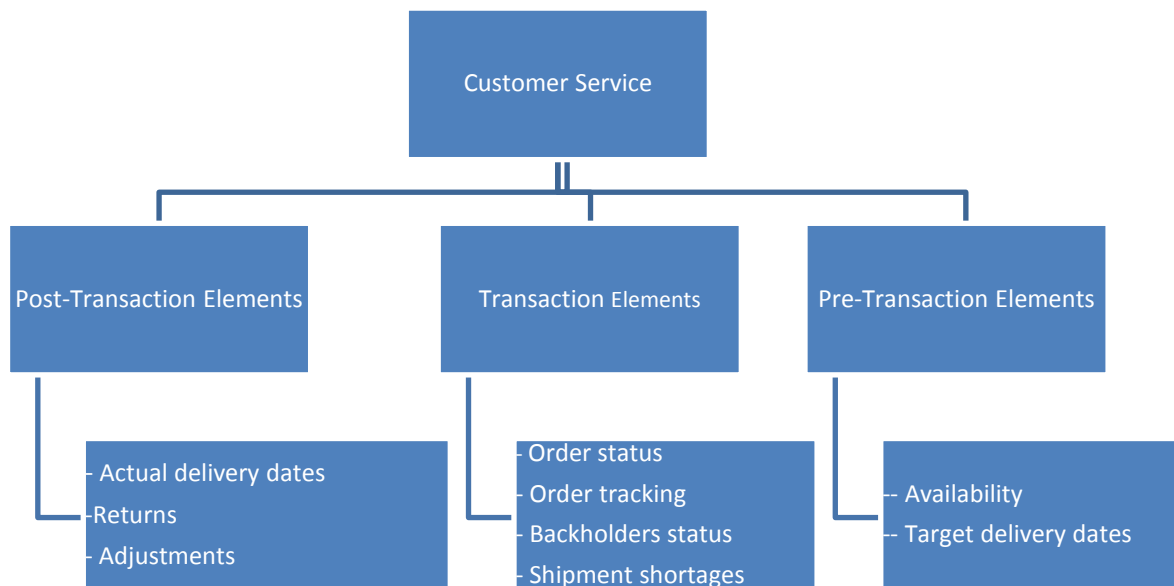 Customer Service
Post-Transaction Elements
Transaction Elements
Pre-Transaction Elements
- Actual delivery dates
-Returns
- Adjustments
- Order status
- Order tracking
- Backholders status
- Shipment shortages
-- Availability
-- Target delivery dates